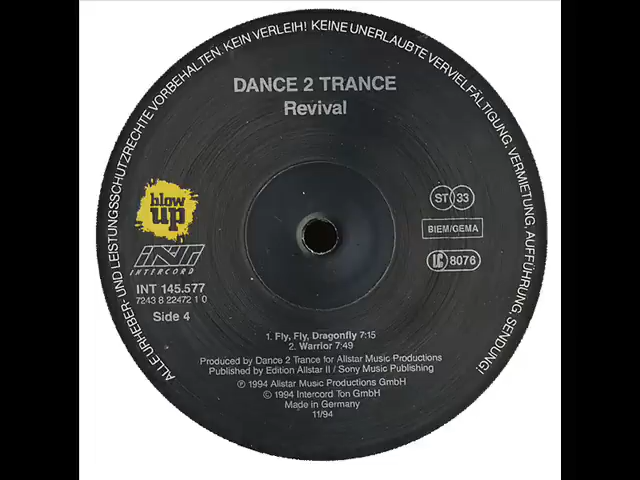 ALLE URHEBER- UND LEISTUNGSSCHUTZRECHTE VORBEHALTEN. KEIN VERLEIH! KEINE UNERLAUBTE VERVIELFÄLTIGUNG, VERMIETUNG, AUFFÜHRUNG, SENDUNG!
DANCE 2 TRANCE
Revival
blow
up
INT
INTERCORD
INT 145.577
7243 8 22472 1 0
Side 4
ST 33
BIEM/GEMA
LC 8076
1. Fly, Fly, Dragonfly 7:15
2. Warrior 7:49
Produced by Dance 2 Trance for Allstar Music Productions
Published by Edition Allstar II / Sony Music Publishing
℗ 1994 Allstar Music Productions GmbH
© 1994 Intercord Ton GmbH
Made in Germany
11/94